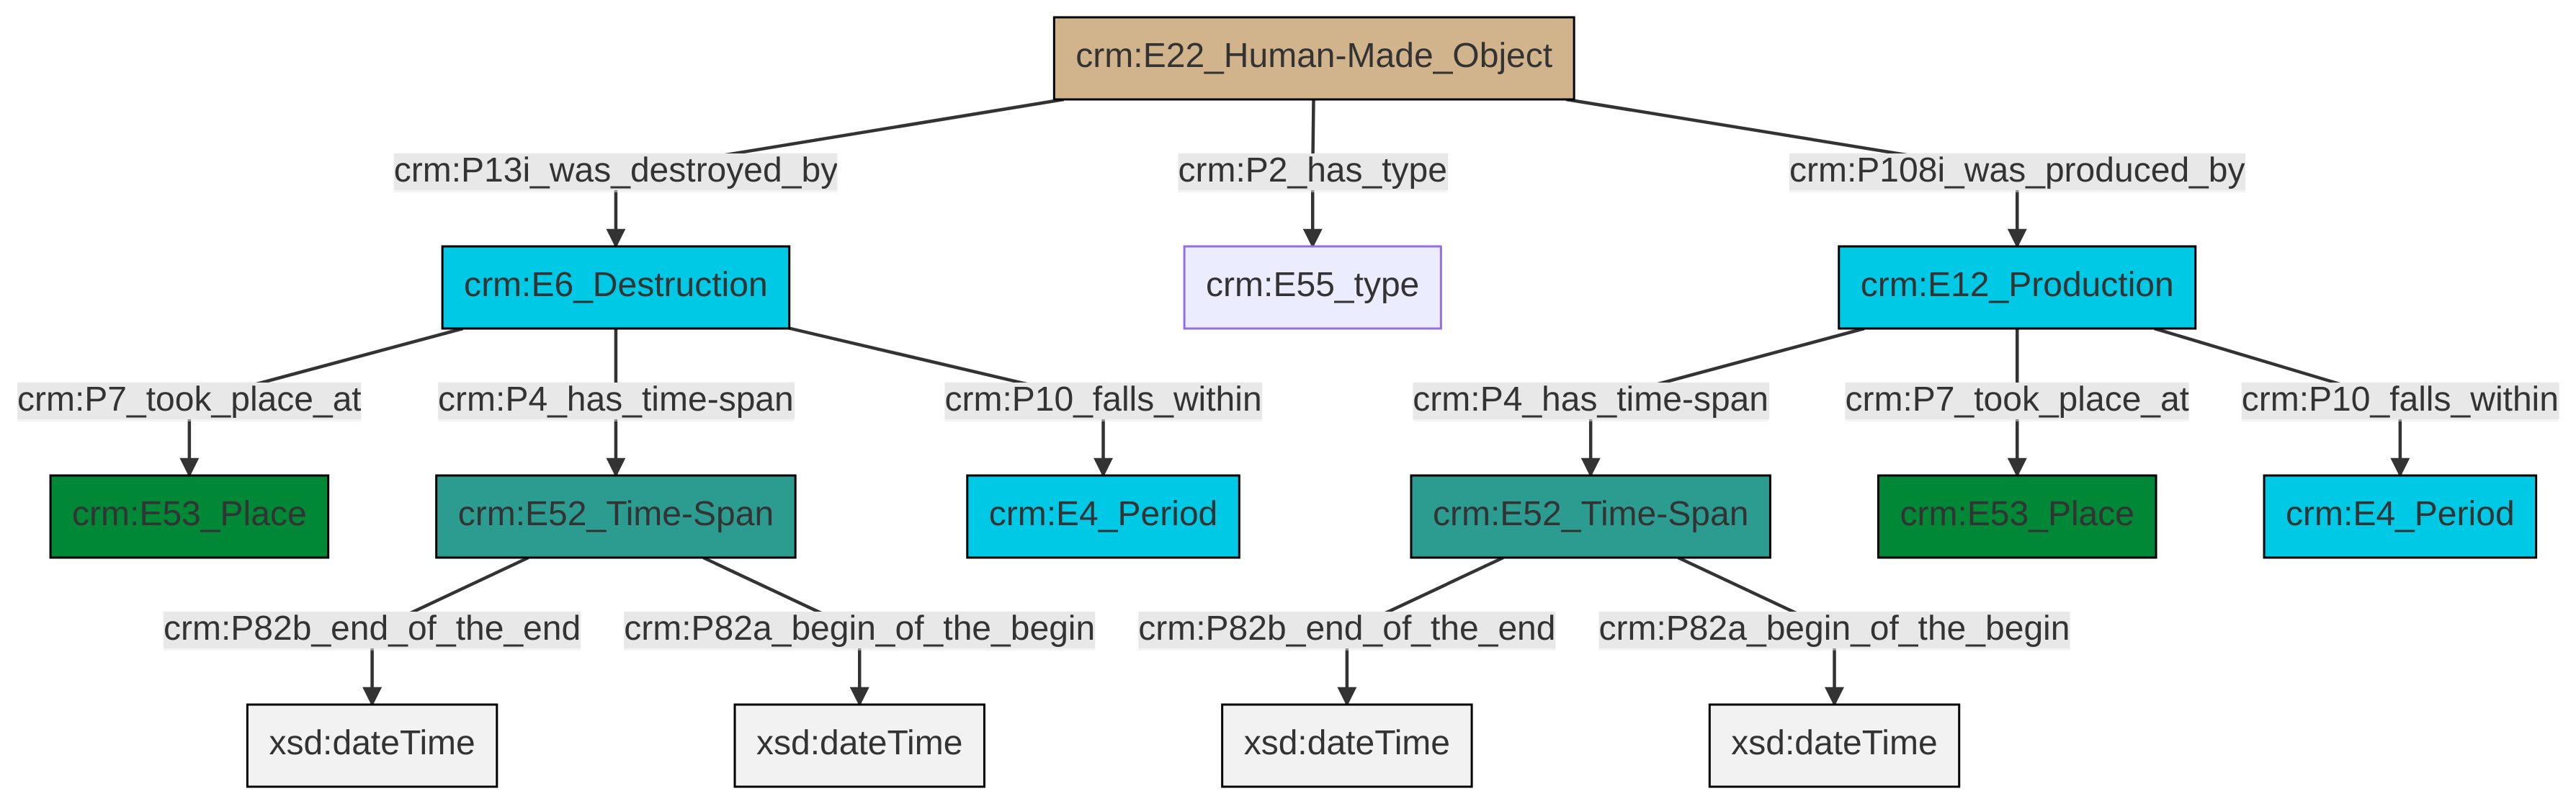 crm:E22_Human-Made_Object
crm:P13i_was_destroyed_by
crm:P2_has_type
crm:P108i_was_produced_by
crm:E6_Destruction
crm:E55_type
crm:E12_Production
crm:P7_took_place_at
crm:P4_has_time-span
crm:P10_falls_within
crm:P4_has_time-span
crm:P7_took_place_at
crm:P10_falls_within
crm:E53_Place
crm:E52_Time-Span
crm:E4_Period
crm:E52_Time-Span
crm:E53_Place
crm:E4_Period
crm:P82b_end_of_the_end
crm:P82a_begin_of_the_begin
crm:P82b_end_of_the_end
crm:P82a_begin_of_the_begin
xsd:dateTime
xsd:dateTime
xsd:dateTime
xsd:dateTime